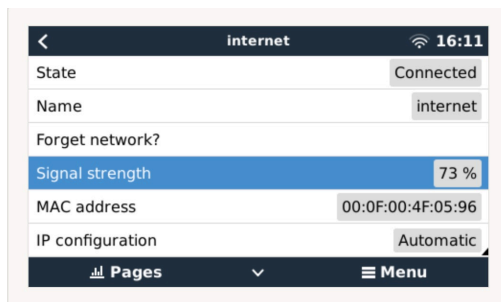 internet 16:11
State Connected
Name internet
Forget network?
Signal strength 73 %
MAC address 00:0F:00:4F:05:96
IP configuration Automatic
Pages Menu